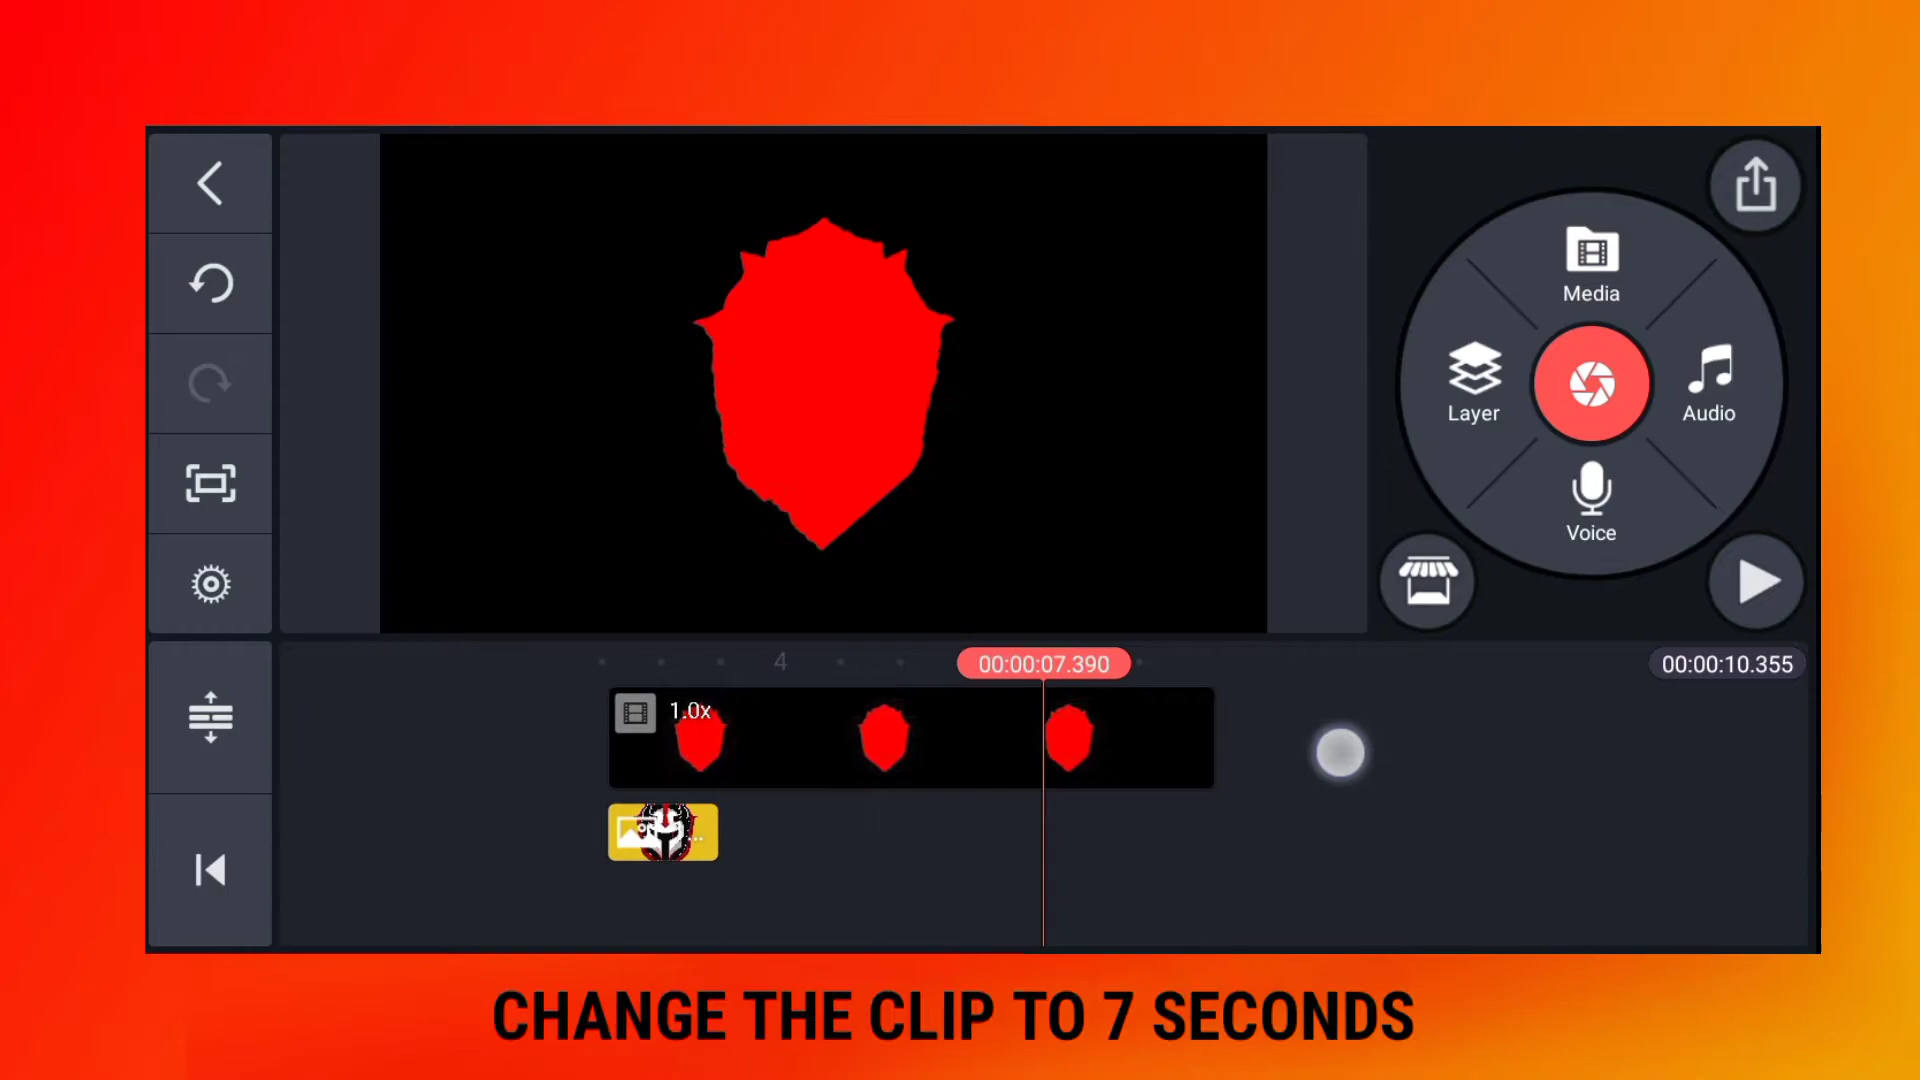 Media
Layer
Audio
Voice
4
00:00:07.390
00:00:10.355
1.0x
CHANGE THE CLIP TO 7 SECONDS